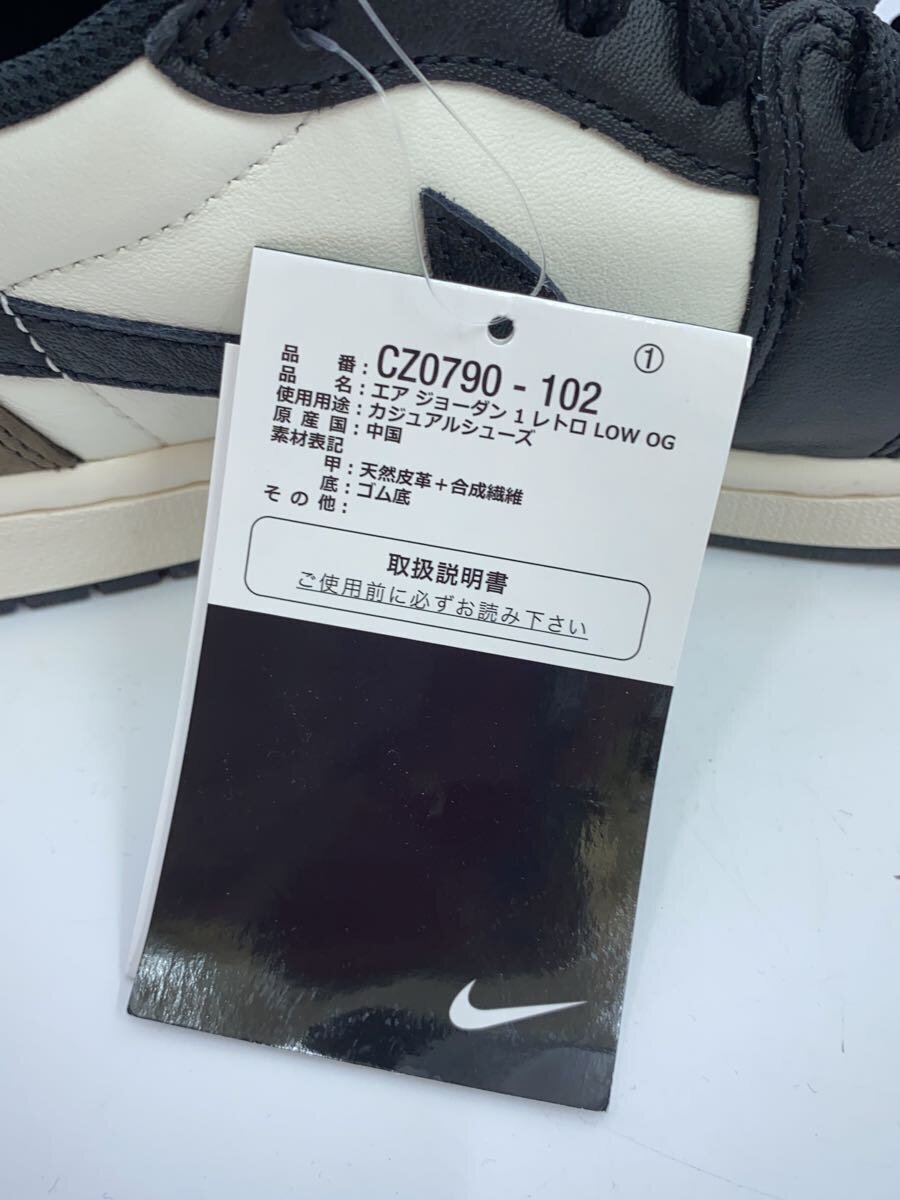 ①
品 番：CZ0790 - 102
品 名：エア ジョーダン 1 レトロ LOW OG
使用用途：カジュアルシューズ
原 産 国：中国
素材表記
甲：天然皮革＋合成繊維
底：ゴム底
そ の 他：
取扱説明書
ご使用前に必ずお読み下さい